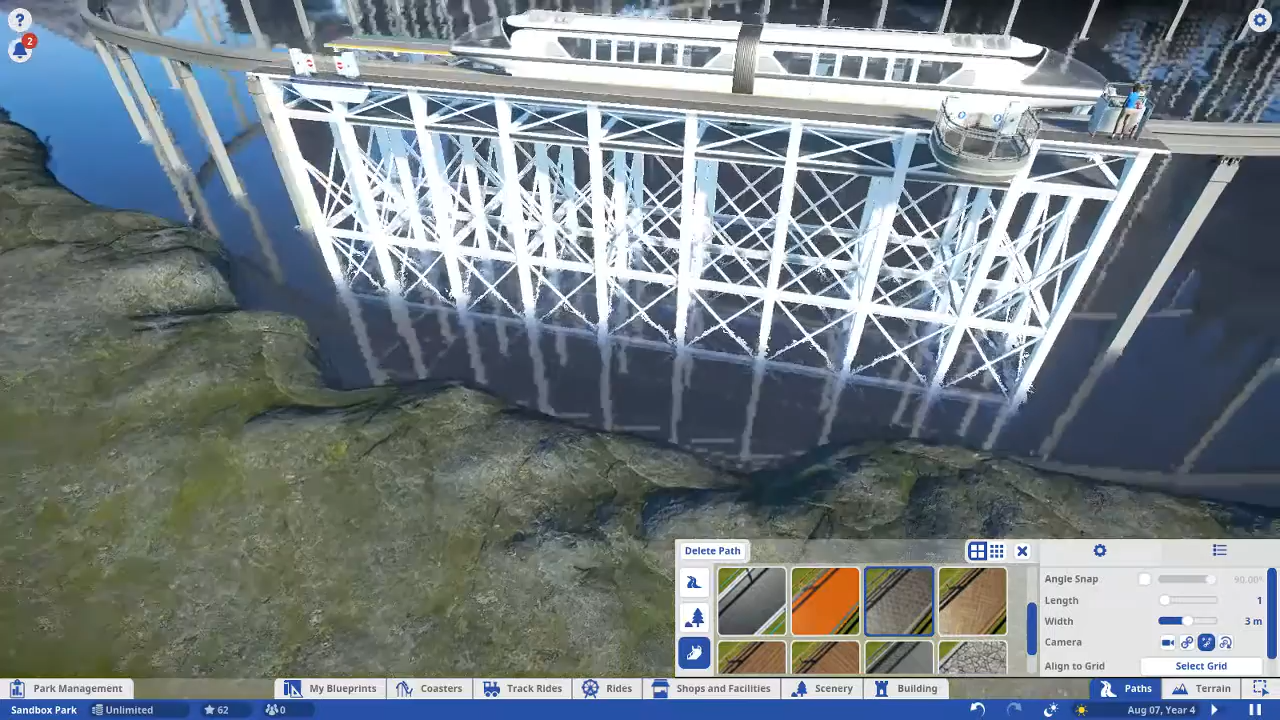 ?
2
Delete Path
Angle Snap 90.00°
Length 1
Width 3 m
Camera
Align to Grid Select Grid
Park Management My Blueprints Coasters Track Rides Rides Shops and Facilities Scenery Building Paths Terrain
Sandbox Park Unlimited 62 0 Aug 07, Year 4